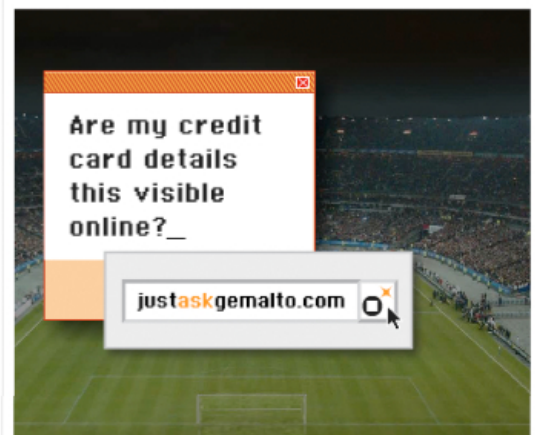 Are my credit
card details
this visible
online?_
justaskgemalto.com